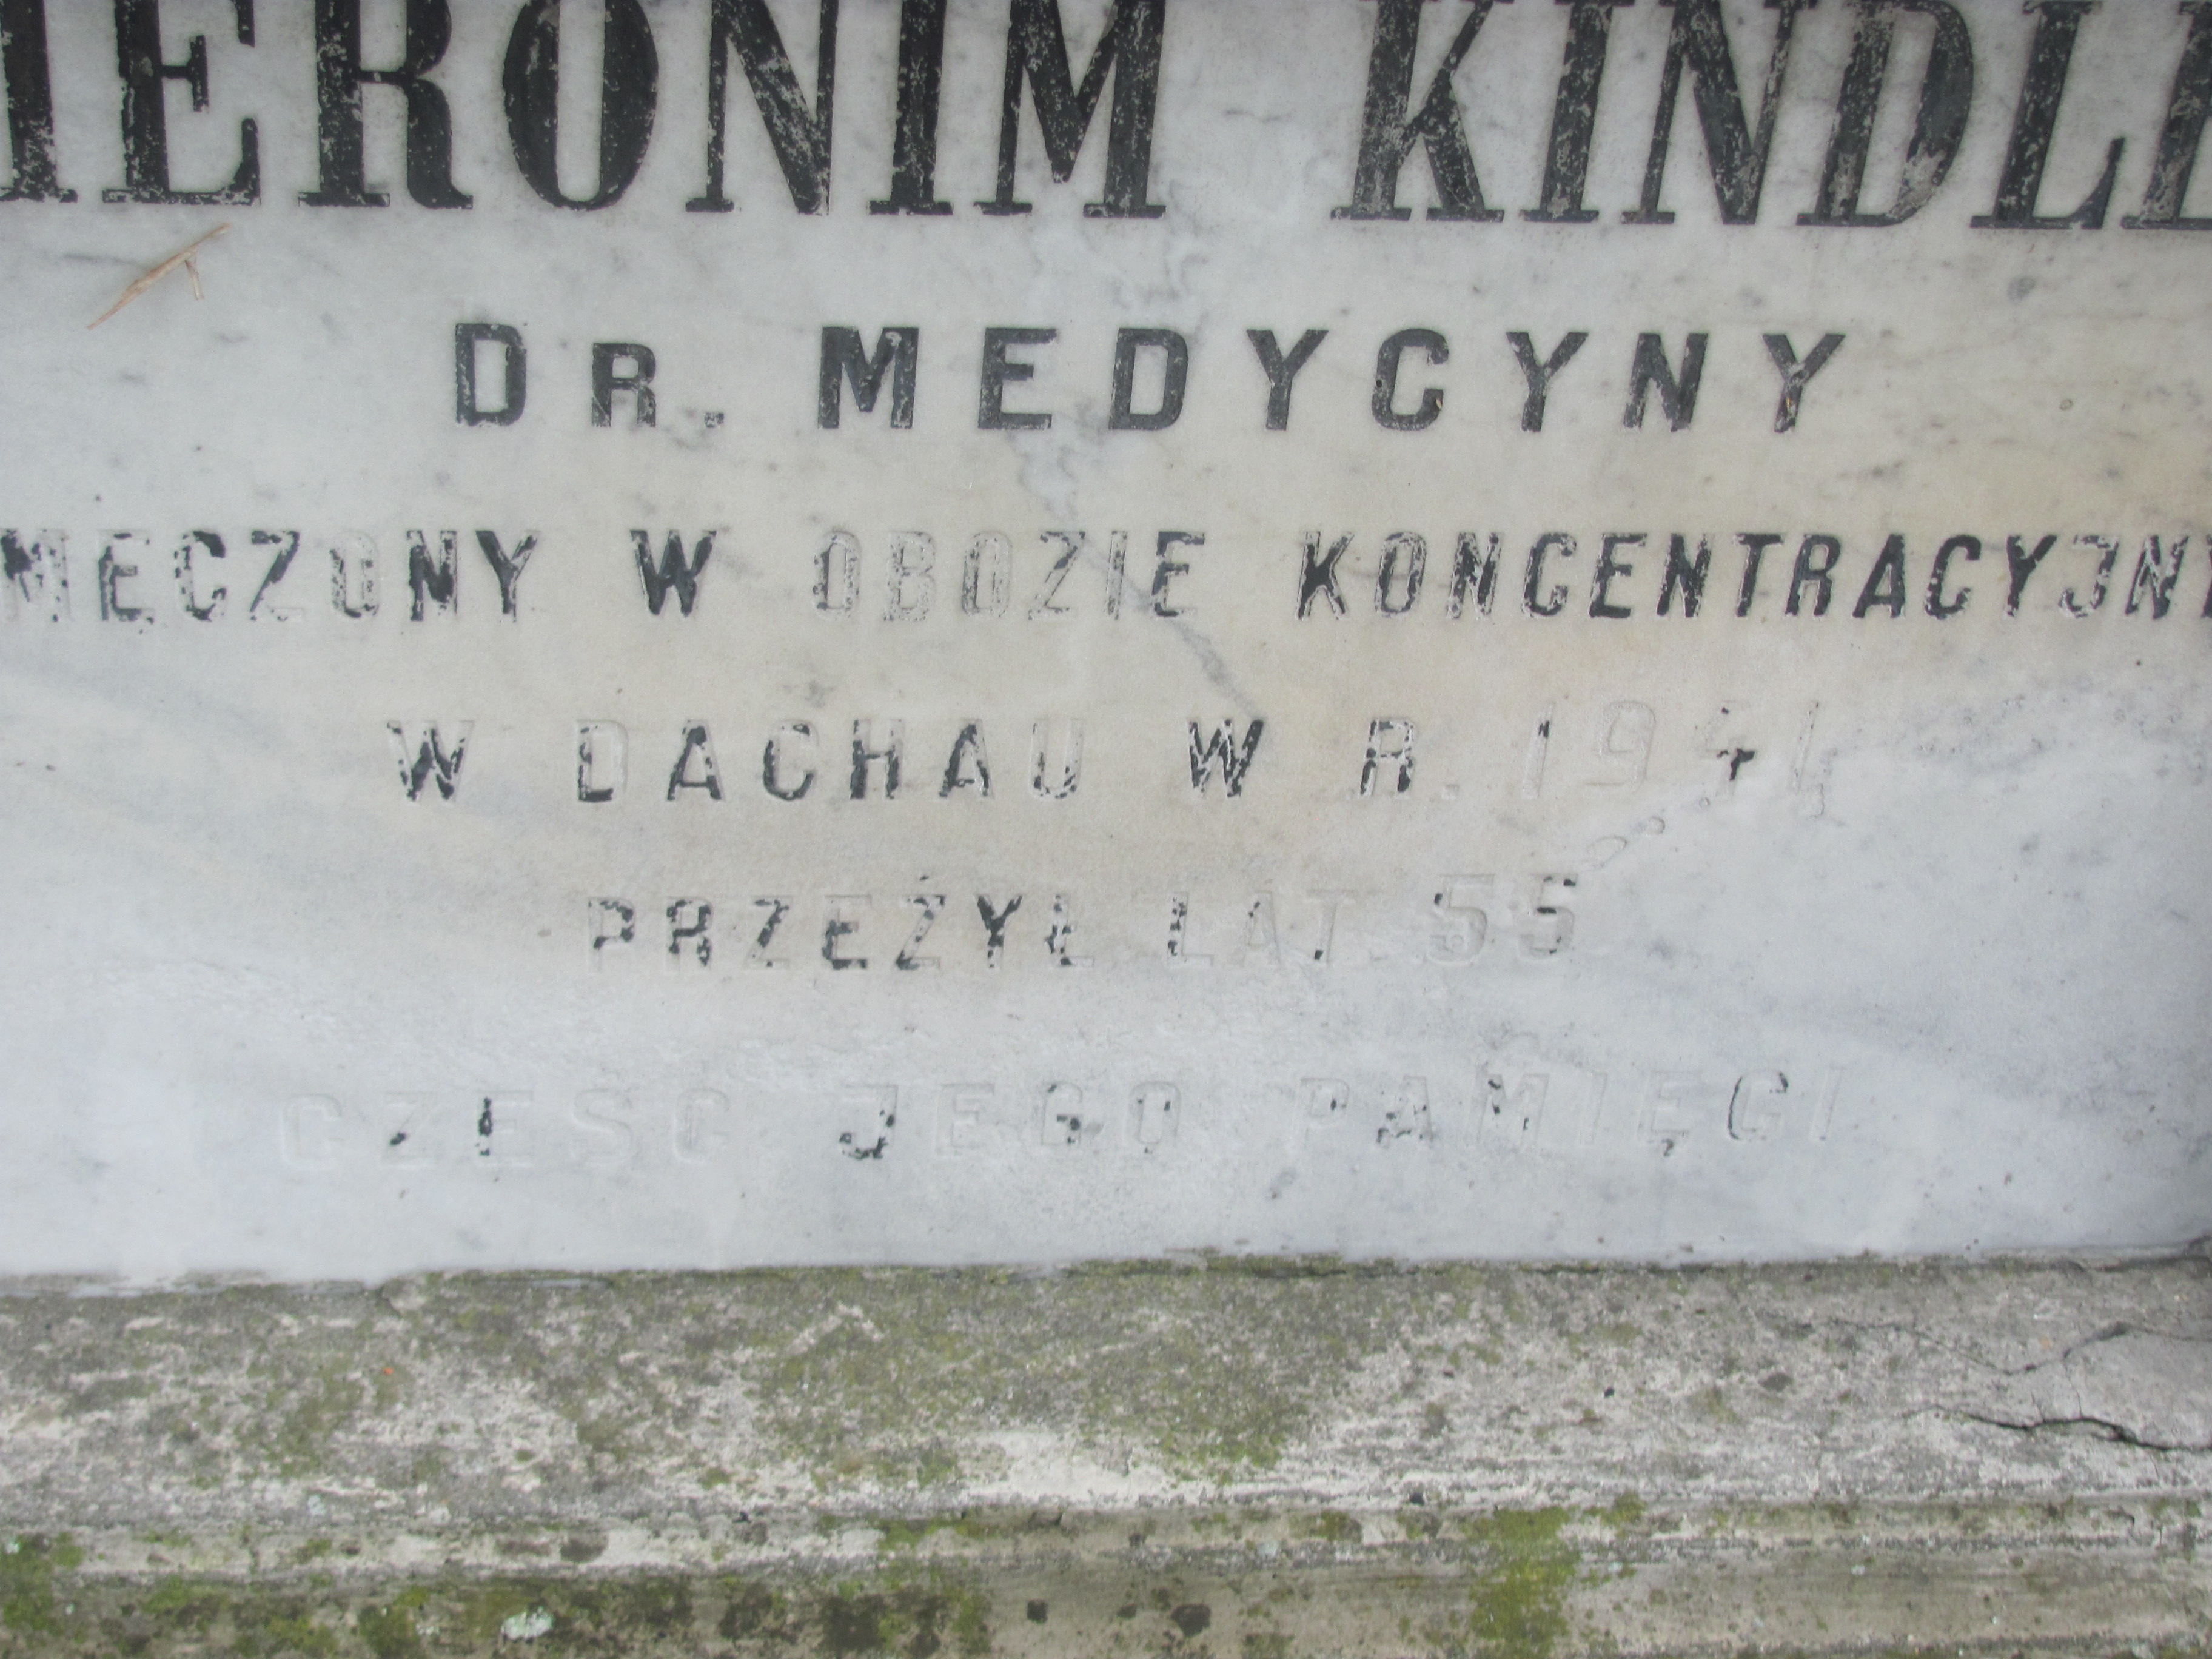 IERONIM KINDL
DR. MEDYCYNY
MĘCZONY W OBOZIE KONCENTRACYJN
W DACHAU W R. 1941
PRZEŻYŁ LAT 55
CZEŚĆ JEGO PAMIĘCI